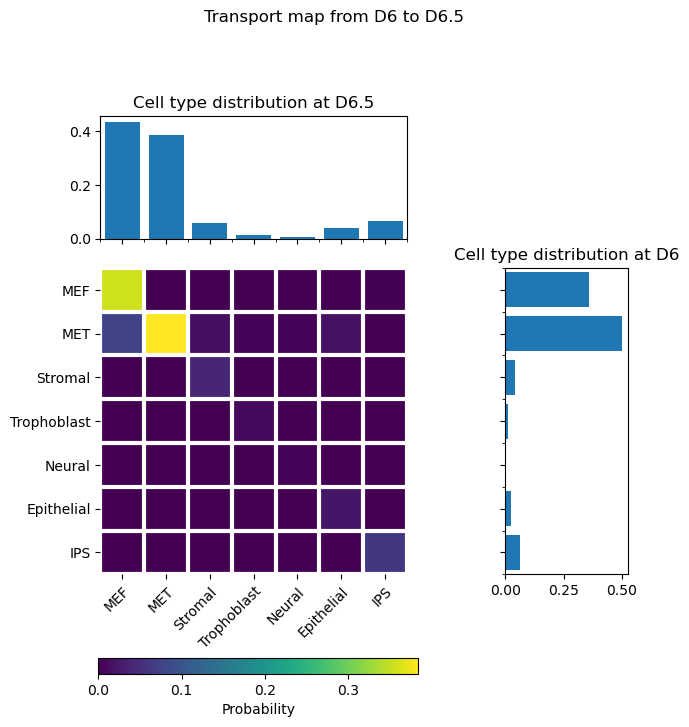 Transport map from D6 to D6.5
Cell type distribution at D6.5
0.4
0.2
0.0
Cell type distribution at D6
MEF
MET
Stromal
Trophoblast
Neural
Epithelial
IPS
MEF
MET
Stromal
Trophoblast
Neural
Epithelial
IPS
0.00
0.25
0.50
0.0
0.1
0.2
0.3
Probability